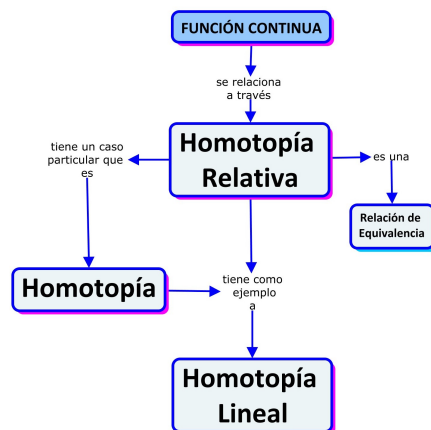 FUNCIÓN CONTINUA
se relaciona
a través
Homotopía
Relativa
tiene un caso
particular que
es
es una
Relación de
Equivalencia
Homotopía
tiene como
ejemplo
a
Homotopía
Lineal